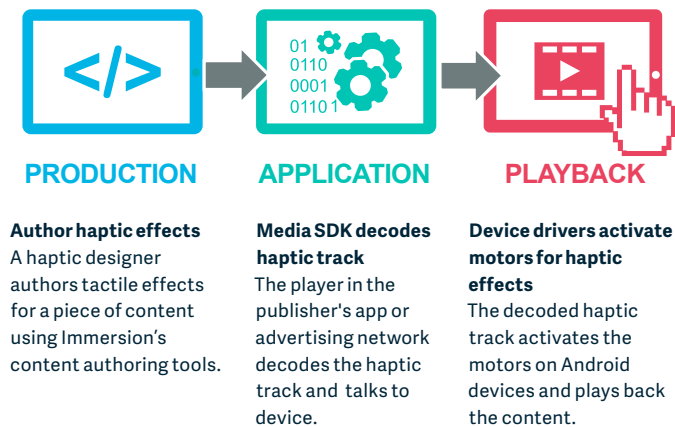 </>
01
0110
0001
01101
PRODUCTION
APPLICATION
PLAYBACK
Author haptic effects
A haptic designer
authors tactile effects
for a piece of content
using Immersion's
content authoring tools.
Media SDK decodes
haptic track
The player in the
publisher's app or
advertising network
decodes the haptic
track and talks to
device.
Device drivers activate
motors for haptic
effects
The decoded haptic
track activates the
motors on Android
devices and plays back
the content.